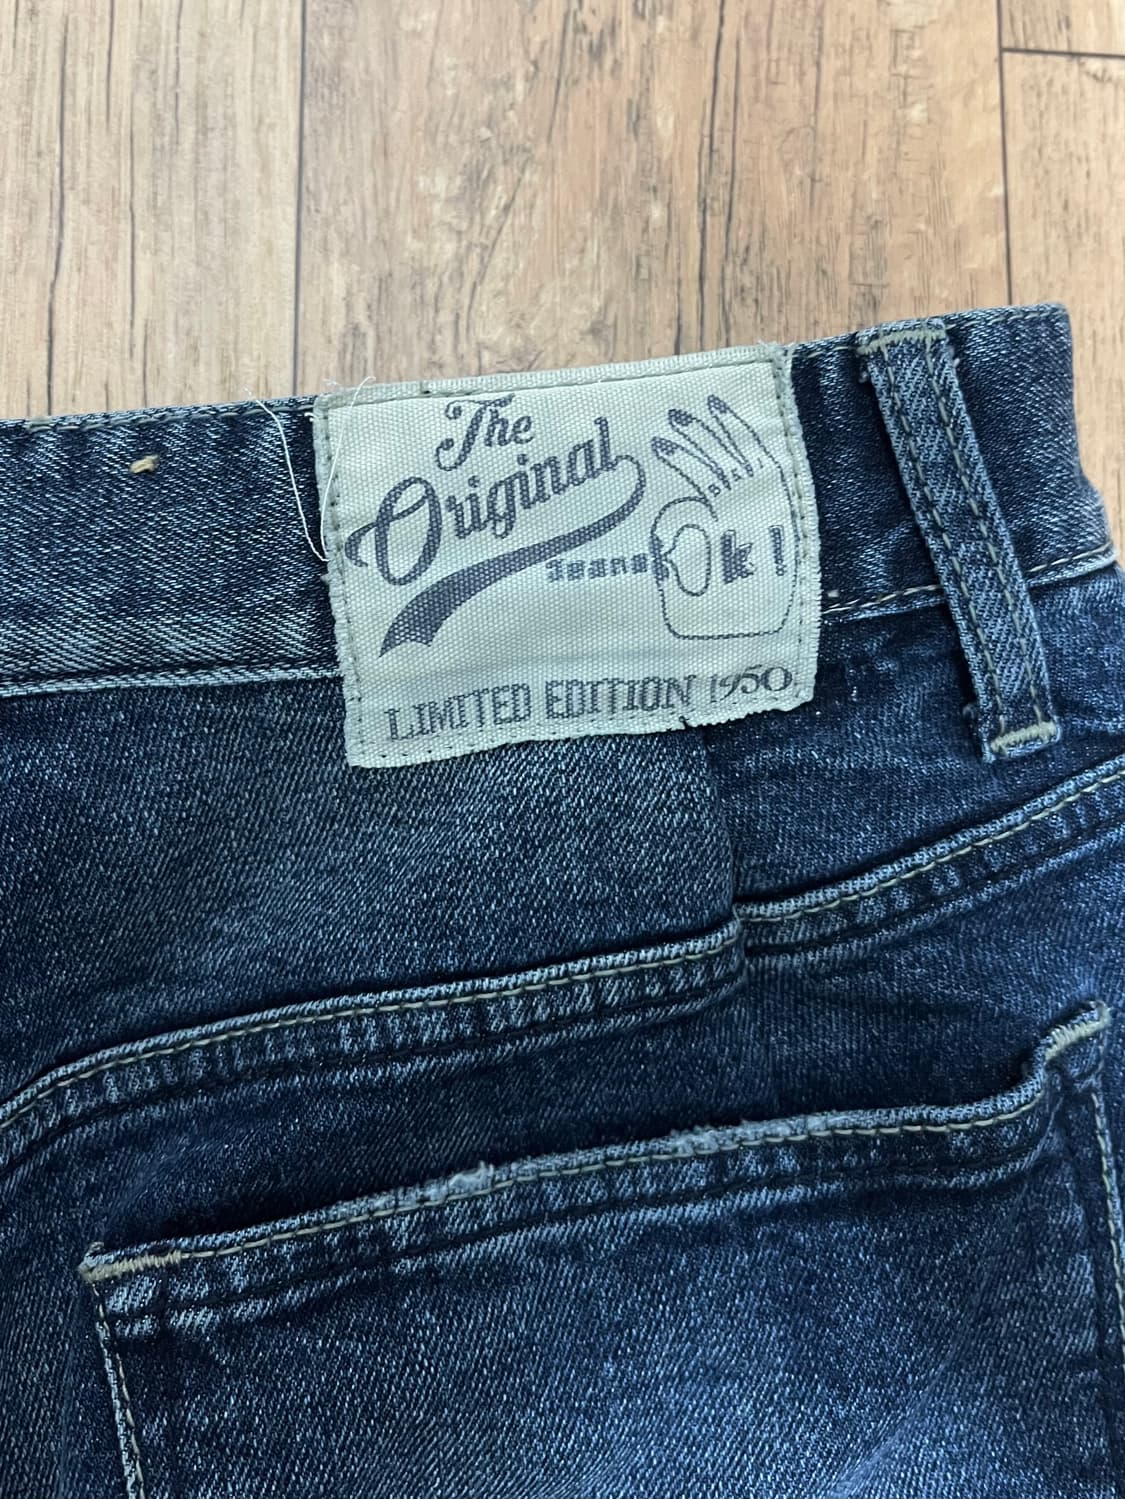 The
Original
Jeans Ok!
LIMITED EDITION 1950